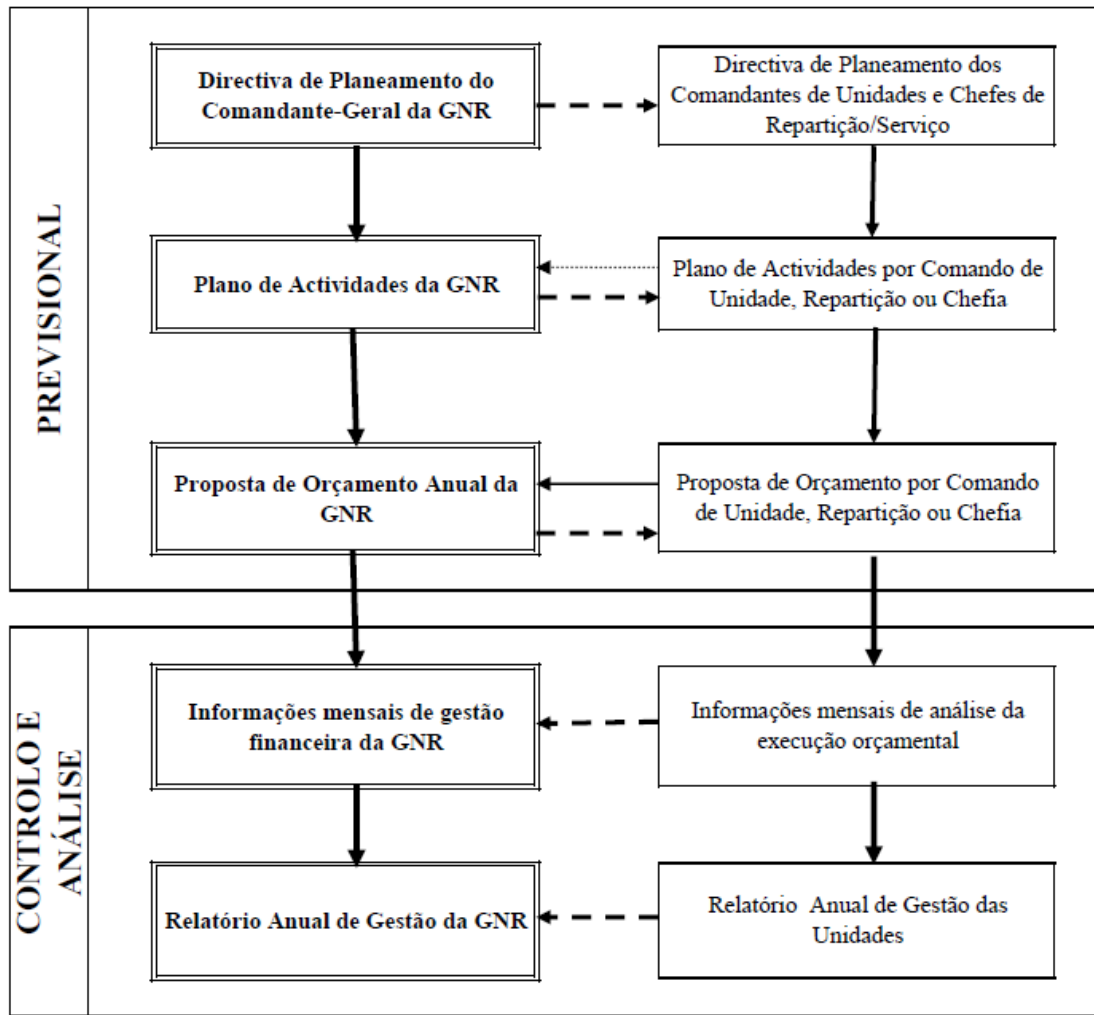 PREVISIONAL
Directiva de Planeamento do
Comandante-Geral da GNR
Directiva de Planeamento dos
Comandantes de Unidades e Chefes de
Repartição/Serviço
Plano de Actividades da GNR
Plano de Actividades por Comando de
Unidade, Repartição ou Chefia
Proposta de Orçamento Anual da
GNR
Proposta de Orçamento por Comando
de Unidade, Repartição ou Chefia
CONTROLO E
ANÁLISE
Informações mensais de gestão
financeira da GNR
Informações mensais de análise da
execução orçamental
Relatório Anual de Gestão da GNR
Relatório Anual de Gestão das
Unidades